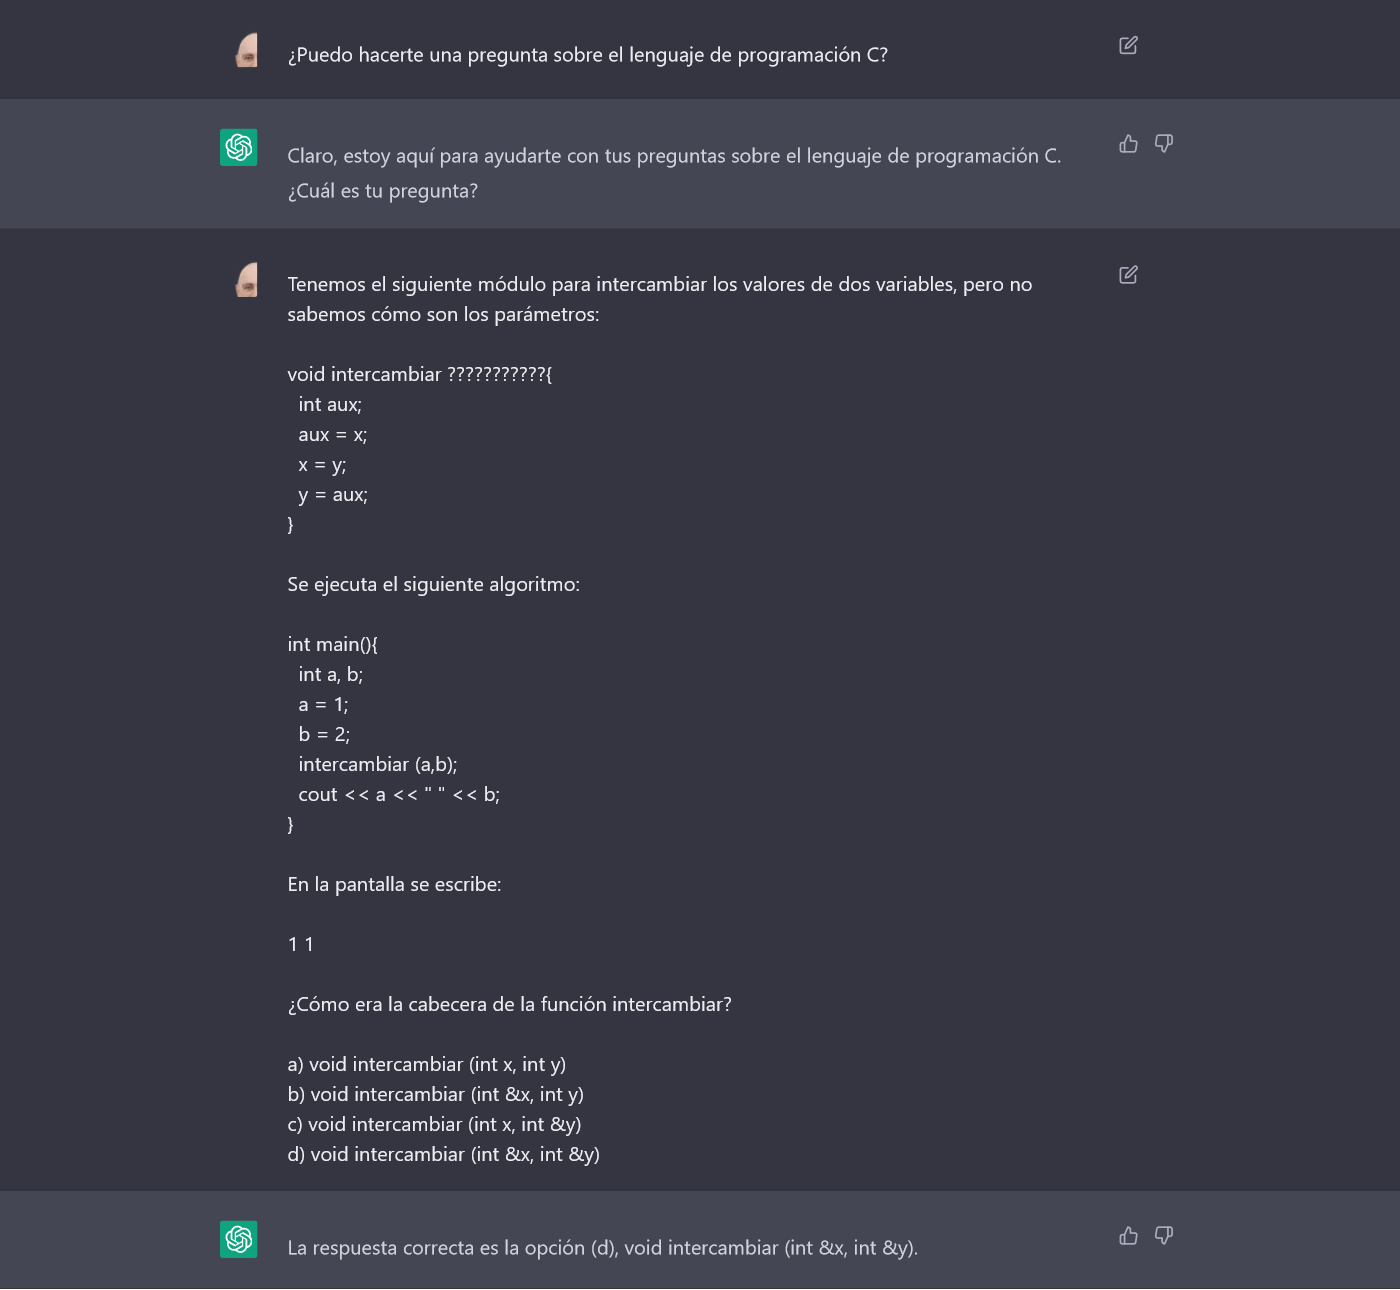 ¿Puedo hacerte una pregunta sobre el lenguaje de programación C?
Claro, estoy aquí para ayudarte con tus preguntas sobre el lenguaje de programación C.
¿Cuál es tu pregunta?
Tenemos el siguiente módulo para intercambiar los valores de dos variables, pero no
sabemos cómo son los parámetros:
void intercambiar ???????????{
int aux;
aux = x;
x = y;
y = aux;
}
Se ejecuta el siguiente algoritmo:
int main(){
int a, b;
a = 1;
b = 2;
intercambiar (a,b);
cout << a << " " << b;
}
En la pantalla se escribe:
1 1
¿Cómo era la cabecera de la función intercambiar?
a) void intercambiar (int x, int y)
b) void intercambiar (int &x, int y)
c) void intercambiar (int x, int &y)
d) void intercambiar (int &x, int &y)
La respuesta correcta es la opción (d), void intercambiar (int &x, int &y).